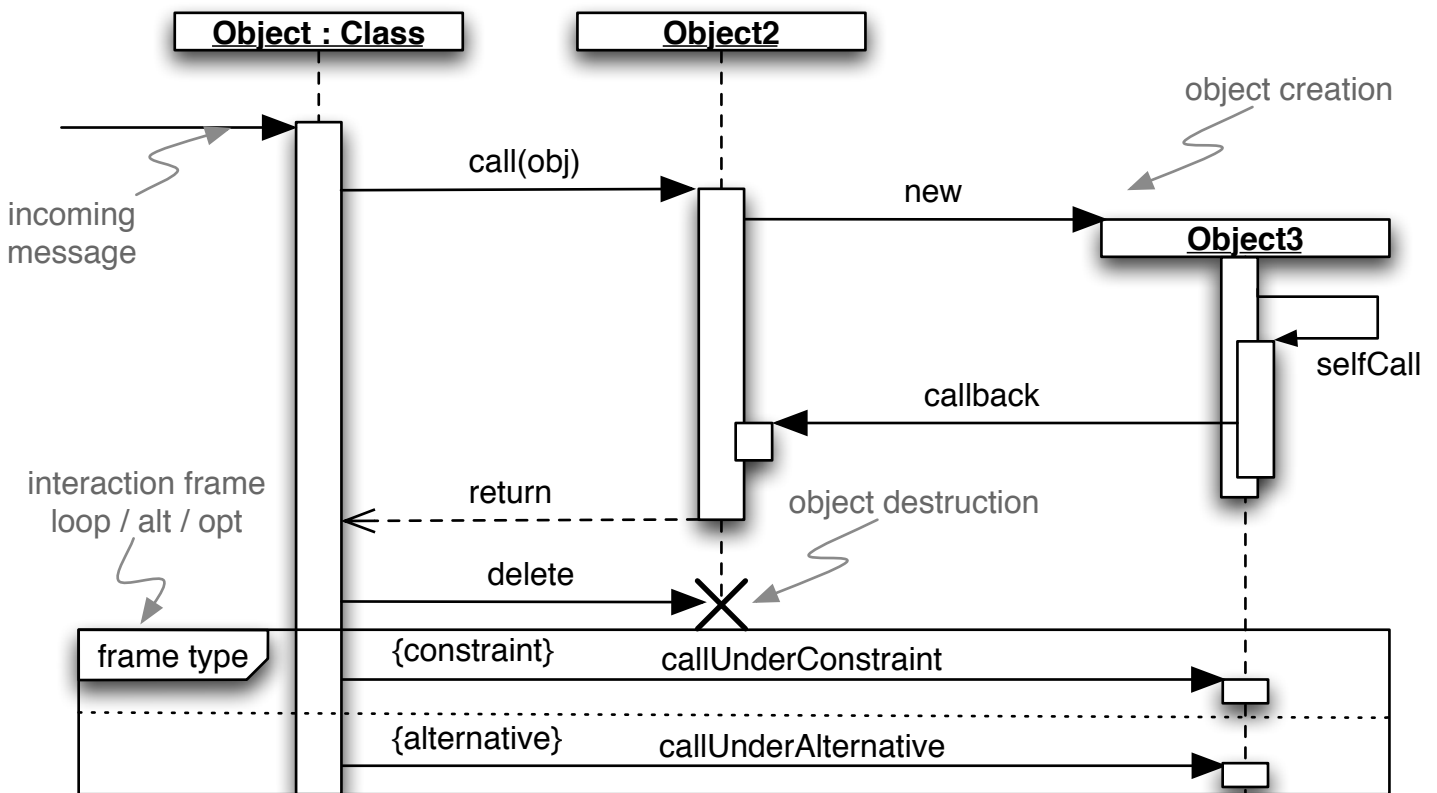 Object : Class
Object2
object creation
call(obj)
new
incoming
message
Object3
selfCall
callback
interaction frame
loop / alt / opt
return
object destruction
delete
frame type
{constraint}
callUnderConstraint
{alternative}
callUnderAlternative